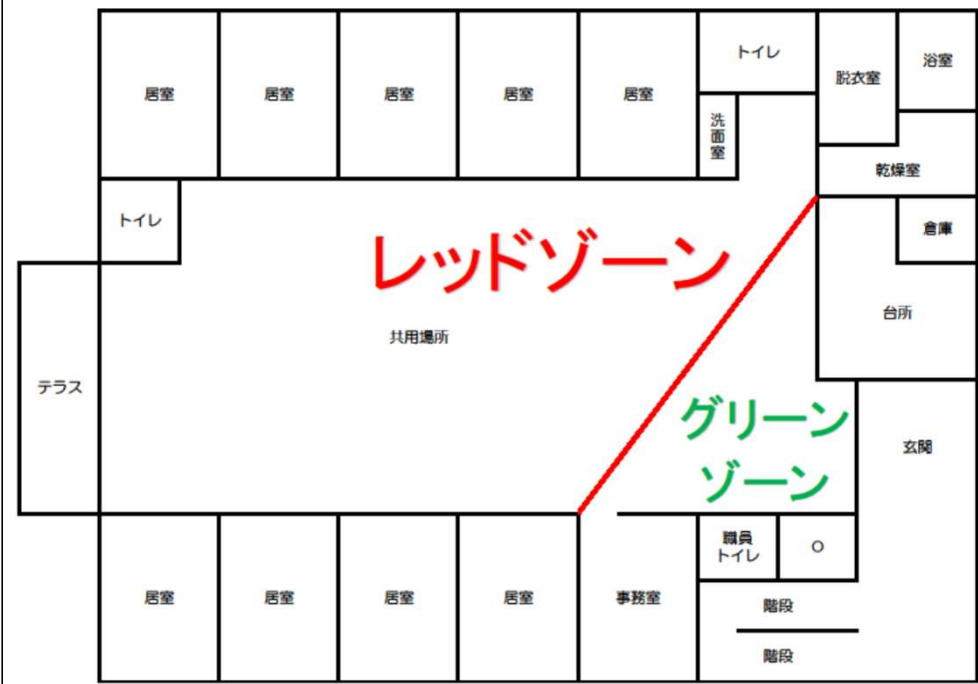 居室
居室
居室
居室
居室
トイレ
脱衣室
浴室
洗面室
乾燥室
トイレ
倉庫
レッドゾーン
台所
共用場所
テラス
グリーン
ゾーン
玄関
職員
トイレ
O
居室
居室
居室
居室
事務室
階段
階段